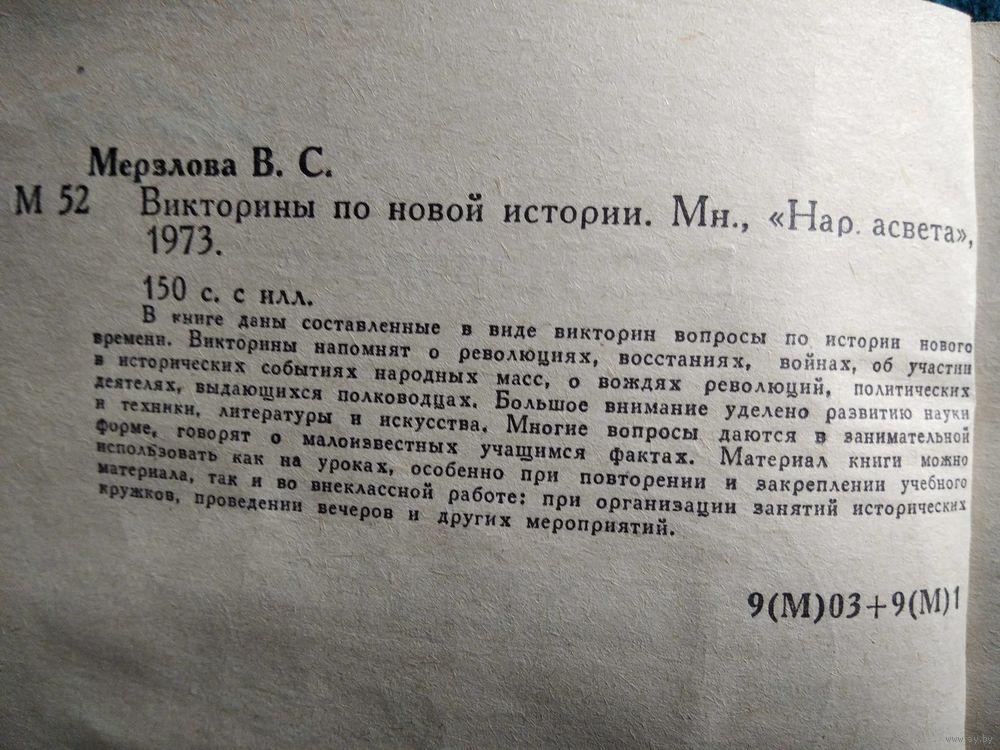 Мерзлова В. С.
М 52 Викторины по новой истории. Мн., «Нар. асвета»,
1973.
150 с. с илл.
В книге даны составленные в виде викторин вопросы по истории нового
времени. Викторины напомнят о революциях, восстаниях, войнах, об участии
в исторических событиях народных масс, о вождях революций, политических
деятелях, выдающихся полководцах. Большое внимание уделено развитию науки
и техники, литературы и искусства. Многие вопросы даются в занимательной
форме, говорят о малоизвестных учащимся фактах. Материал книги можно
использовать как на уроках, особенно при повторении и закреплении учебного
материала, так и во внеклассной работе: при организации занятий исторических
кружков, проведении вечеров и других мероприятий.
9(М)03+9(М)1
www.ay.by